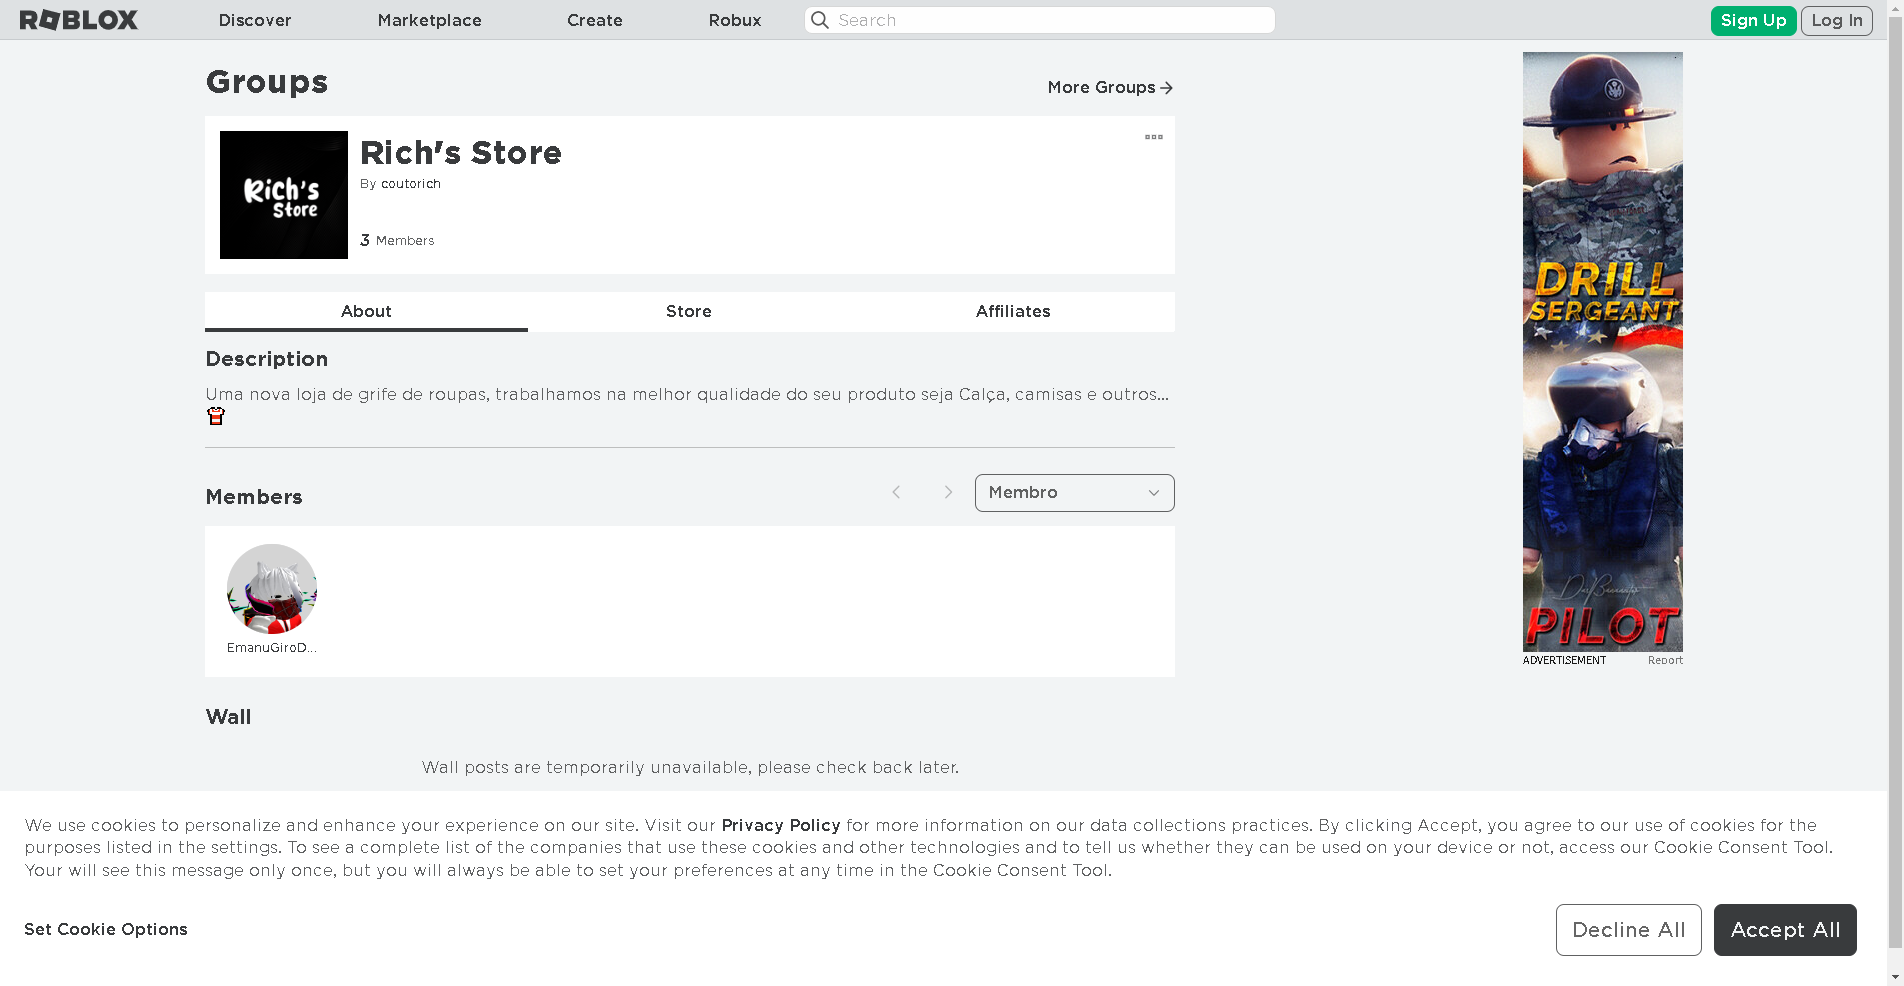 ROBLOX
Discover
Marketplace
Create
Robux
Search
Sign Up
Log In
Groups
More Groups
Rich's
Store
Rich's Store
By coutorich
3 Members
About
Store
Affiliates
Description
Uma nova loja de grife de roupas, trabalhamos na melhor qualidade do seu produto seja Calça, camisas e outros...
Members
Membro
EmanuGiroD...
Wall
Wall posts are temporarily unavailable, please check back later.
DRILL
SERGEANT
PILOT
ADVERTISEMENT
Report
We use cookies to personalize and enhance your experience on our site. Visit our Privacy Policy for more information on our data collections practices. By clicking Accept, you agree to our use of cookies for the
purposes listed in the settings. To see a complete list of the companies that use these cookies and other technologies and to tell us whether they can be used on your device or not, access our Cookie Consent Tool.
Your will see this message only once, but you will always be able to set your preferences at any time in the Cookie Consent Tool.
Set Cookie Options
Decline All
Accept All